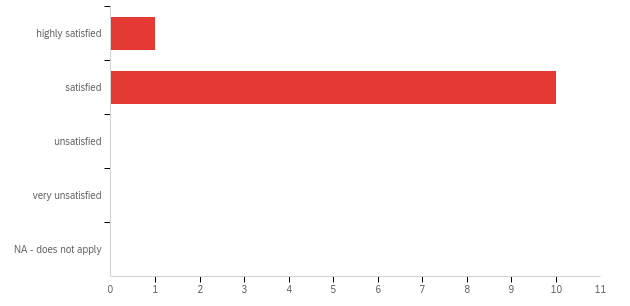 highly satisfied
satisfied
unsatisfied
very unsatisfied
NA - does not apply
0 1 2 3 4 5 6 7 8 9 10 11